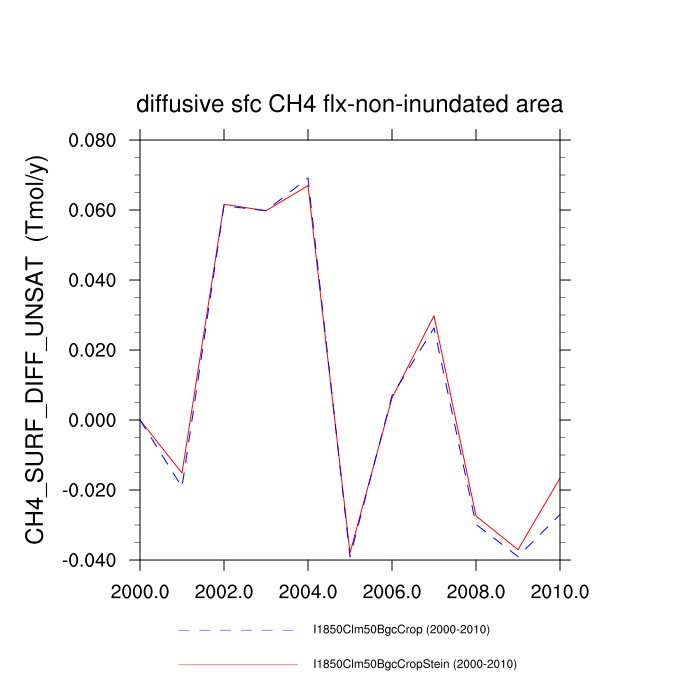 diffusive sfc CH4 flx-non-inundated area
CH4_SURF_DIFF_UNSAT (Tmol/y)
0.080
0.060
0.040
0.020
0.000
-0.020
-0.040
2000.0 2002.0 2004.0 2006.0 2008.0 2010.0
I1850Clm50BgcCrop (2000-2010)
I1850Clm50BgcCropStein (2000-2010)